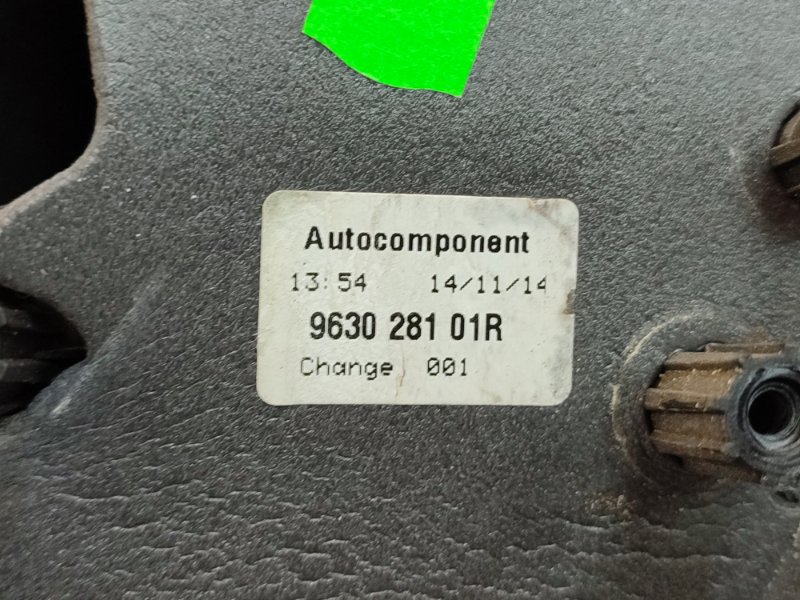 Autocomponent
13:54 14/11/14
9630 281 01R
Change 001